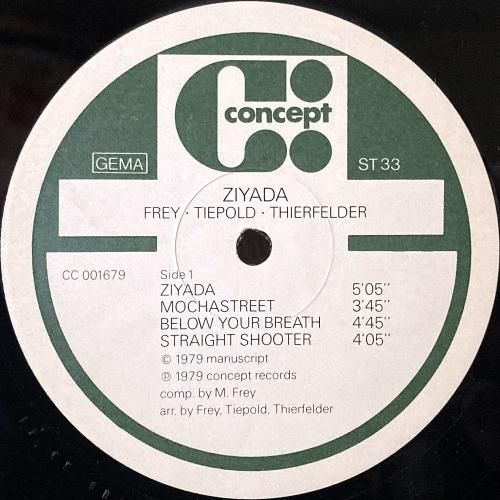 concept
GEMA
ST 33
ZIYADA
FREY · TIEPOLD · THIERFELDER
CC 001679
Side 1
ZIYADA 5'05''
MOCHASTREET 3'45''
BELOW YOUR BREATH 4'45''
STRAIGHT SHOOTER 4'05''
© 1979 manuscript
℗ 1979 concept records
comp. by M. Frey
arr. by Frey, Tiepold, Thierfelder